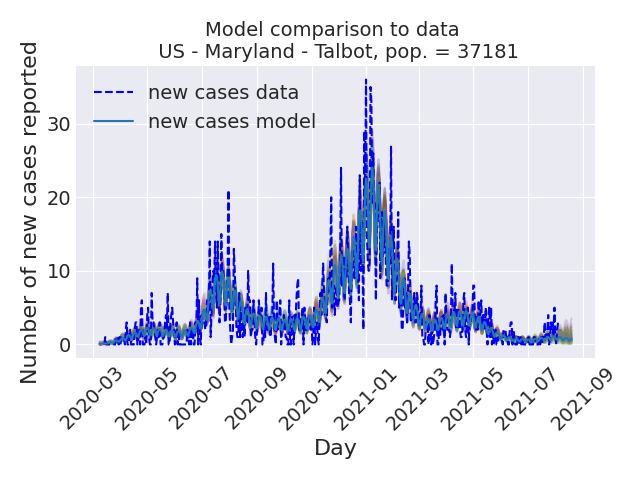 Model comparison to data
US - Maryland - Talbot, pop. = 37181
Number of new cases reported
new cases data
new cases model
30
20
10
0
2020-03
2020-05
2020-07
2020-09
2020-11
2021-01
2021-03
2021-05
2021-07
2021-09
Day